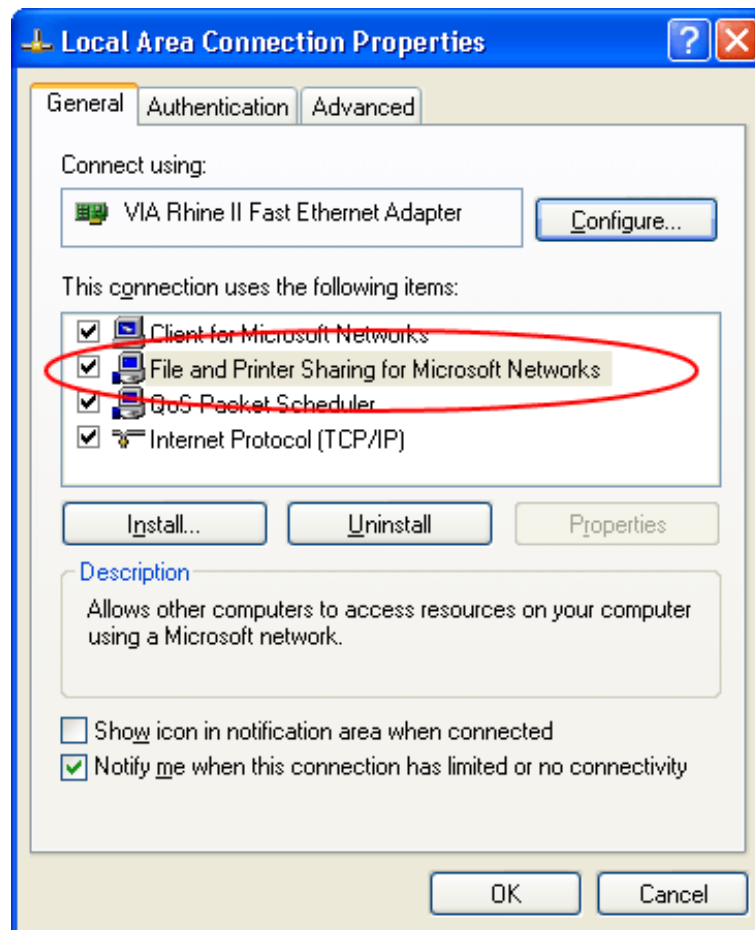 Local Area Connection Properties
General Authentication Advanced
Connect using:
VIA Rhine II Fast Ethernet Adapter
Configure...
This connection uses the following items:
Client for Microsoft Networks
File and Printer Sharing for Microsoft Networks
QoS Packet Scheduler
Internet Protocol (TCP/IP)
Install... Uninstall Properties
Description
Allows other computers to access resources on your computer
using a Microsoft network.
Show icon in notification area when connected
Notify me when this connection has limited or no connectivity
OK Cancel